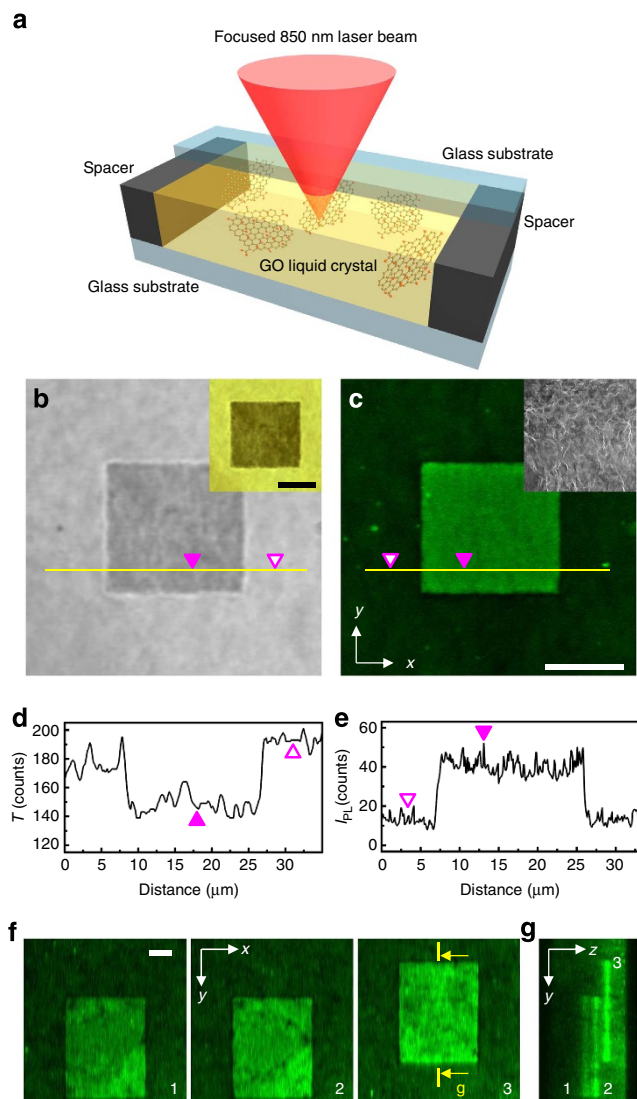 a
Focused 850 nm laser beam
Glass substrate
Spacer
Spacer
GO liquid crystal
Glass substrate
b
c
y
x
d
e
200
180
160
140
120
T (counts)
0 5 10 15 20 25 30
Distance (μm)
60
40
20
0
I_PL (counts)
0 5 10 15 20 25 30
Distance (μm)
f
g
x
y
1
2
g
3
z
y
3
1
2